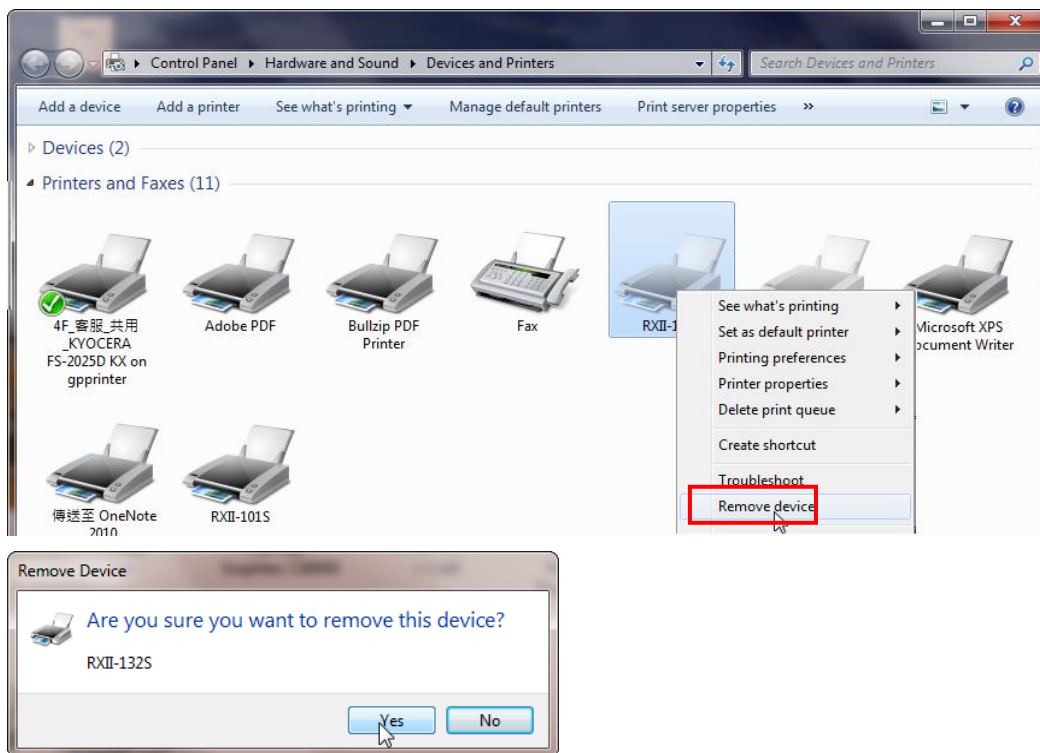 Control Panel ▸ Hardware and Sound ▸ Devices and Printers
Search Devices and Printers
Add a device Add a printer See what's printing ▼ Manage default printers Print server properties »
Devices (2)
Printers and Faxes (11)
4F_客服_共用
_KYOCERA
FS-2025D KX on
gpprinter
Adobe PDF
Bullzip PDF
Printer
Fax
RXII-1
Microsoft XPS
ocument Writer
See what's printing
Set as default printer
Printing preferences
Printer properties
Delete print queue
Create shortcut
Troubleshoot
Remove device
傳送至 OneNote
2010
RXII-101S
Remove Device
Are you sure you want to remove this device?
RXII-132S
Yes No